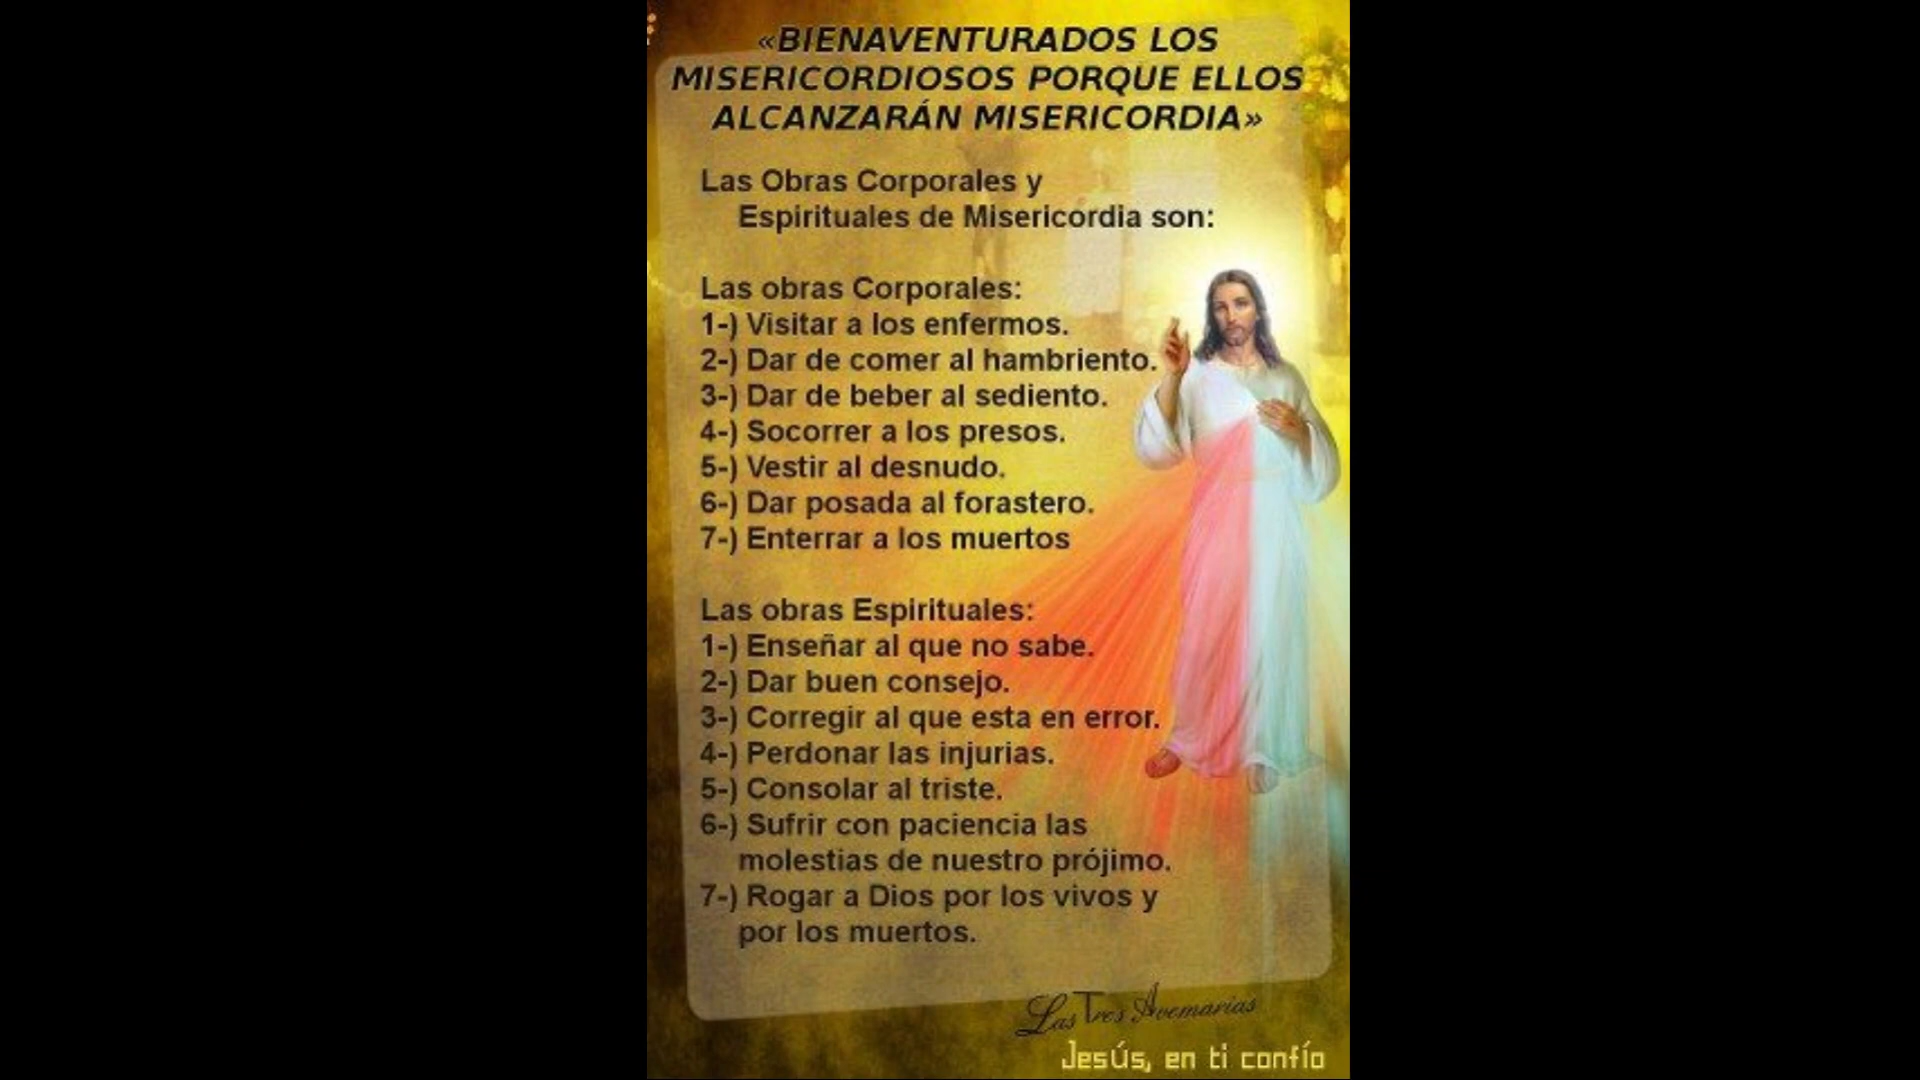 «BIENAVENTURADOS LOS
MISERICORDIOSOS PORQUE ELLOS
ALCANZARÁN MISERICORDIA»
Las Obras Corporales y
Espirituales de Misericordia son:
Las obras Corporales:
1-) Visitar a los enfermos.
2-) Dar de comer al hambriento.
3-) Dar de beber al sediento.
4-) Socorrer a los presos.
5-) Vestir al desnudo.
6-) Dar posada al forastero.
7-) Enterrar a los muertos
Las obras Espirituales:
1-) Enseñar al que no sabe.
2-) Dar buen consejo.
3-) Corregir al que esta en error.
4-) Perdonar las injurias.
5-) Consolar al triste.
6-) Sufrir con paciencia las
molestias de nuestro prójimo.
7-) Rogar a Dios por los vivos y
por los muertos.
Las Tres Avemarías
Jesús, en ti confío